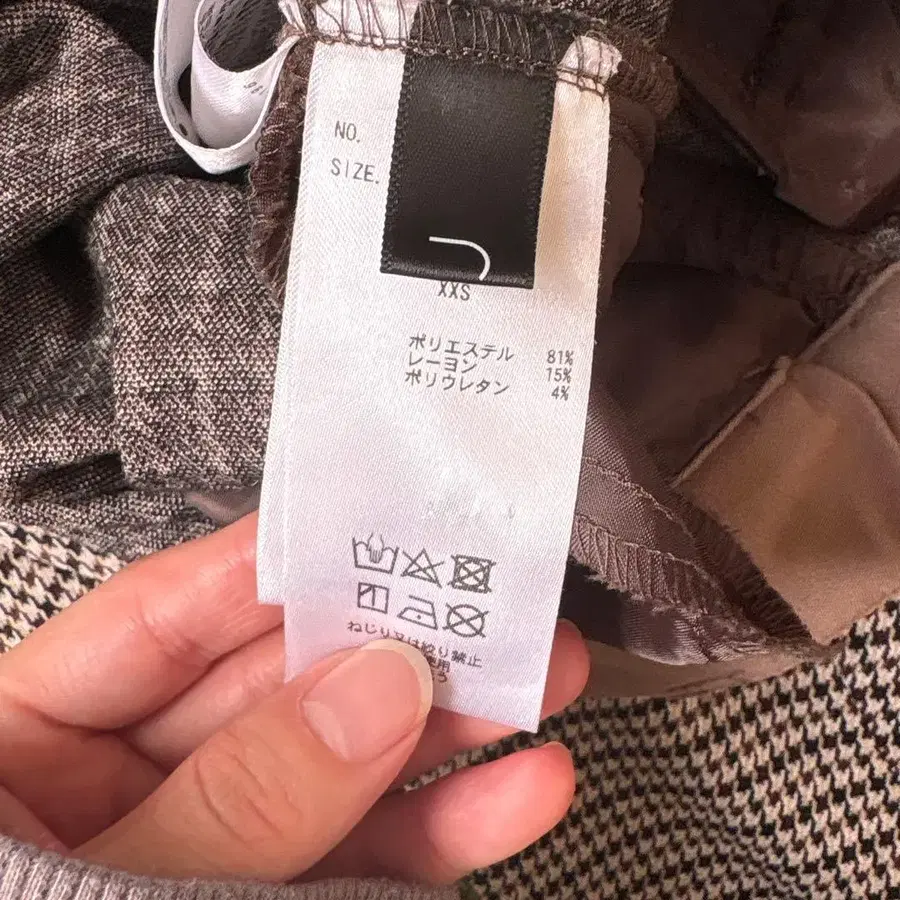 NO.
SIZE.
XXS
ポリエステル 81%
レーヨン 15%
ポリウレタン 4%
ねじり又は絞り禁止